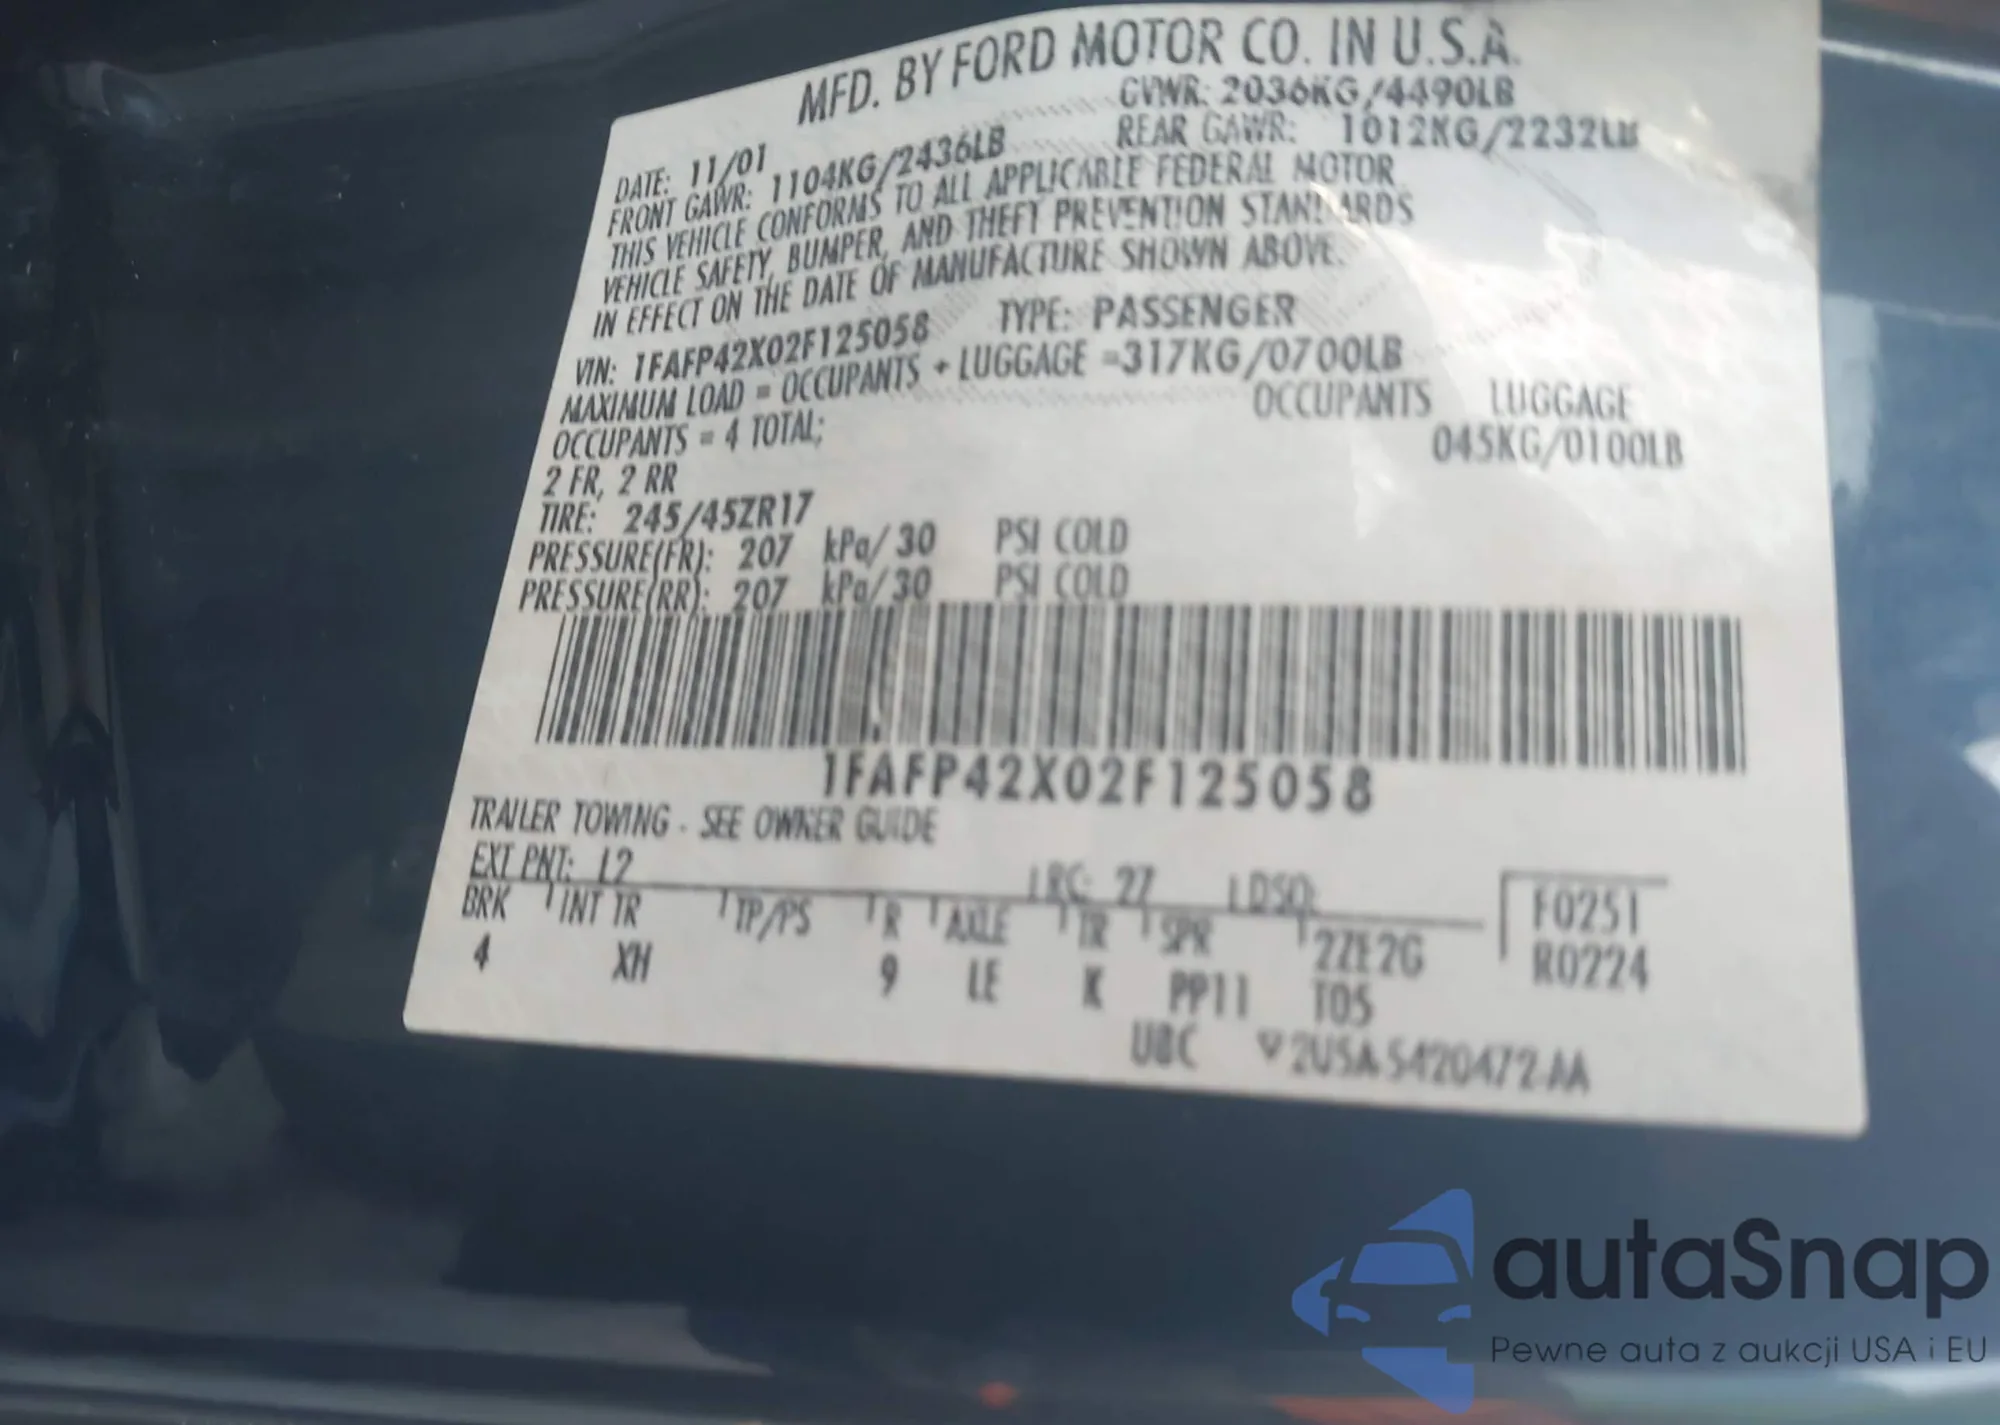 MFD. BY FORD MOTOR CO. IN U.S.A.
DATE: 11/01 GVWR: 2036KG/4490LB
FRONT GAWR: 1104KG/2436LB REAR GAWR: 1012KG/2232LB
THIS VEHICLE CONFORMS TO ALL APPLICABLE FEDERAL MOTOR
VEHICLE SAFETY, BUMPER, AND THEFT PREVENTION STANDARDS
IN EFFECT ON THE DATE OF MANUFACTURE SHOWN ABOVE.
VIN: 1FAFP42X02F125058 TYPE: PASSENGER
MAXIMUM LOAD = OCCUPANTS + LUGGAGE =317KG/0700LB
OCCUPANTS = 4 TOTAL; OCCUPANTS LUGGAGE
2 FR, 2 RR 045KG/0100LB
TIRE: 245/45ZR17
PRESSURE(FR): 207 kPa/30 PSI COLD
PRESSURE(RR): 207 kPa/30 PSI COLD
1FAFP42X02F125058
TRAILER TOWING - SEE OWNER GUIDE
EXT PNT: L2 RC: 27 DSO: F0251
BRK INT TR TP/PS R AXLE TR SPR 2ZE2G R0224
4 XH 9 LE K PP11 T05
UBC ▽2U5A 5420472 AA
autaSnap
Pewne auta z aukcji USA i EU